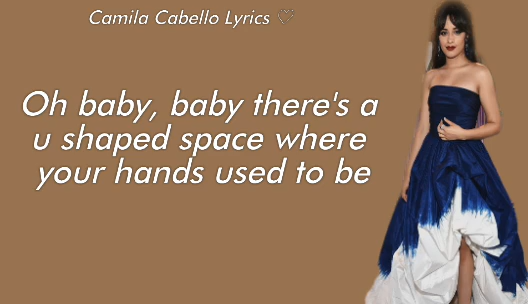 Camila Cabello Lyrics ♡
Oh baby, baby there's a
u shaped space where
your hands used to be